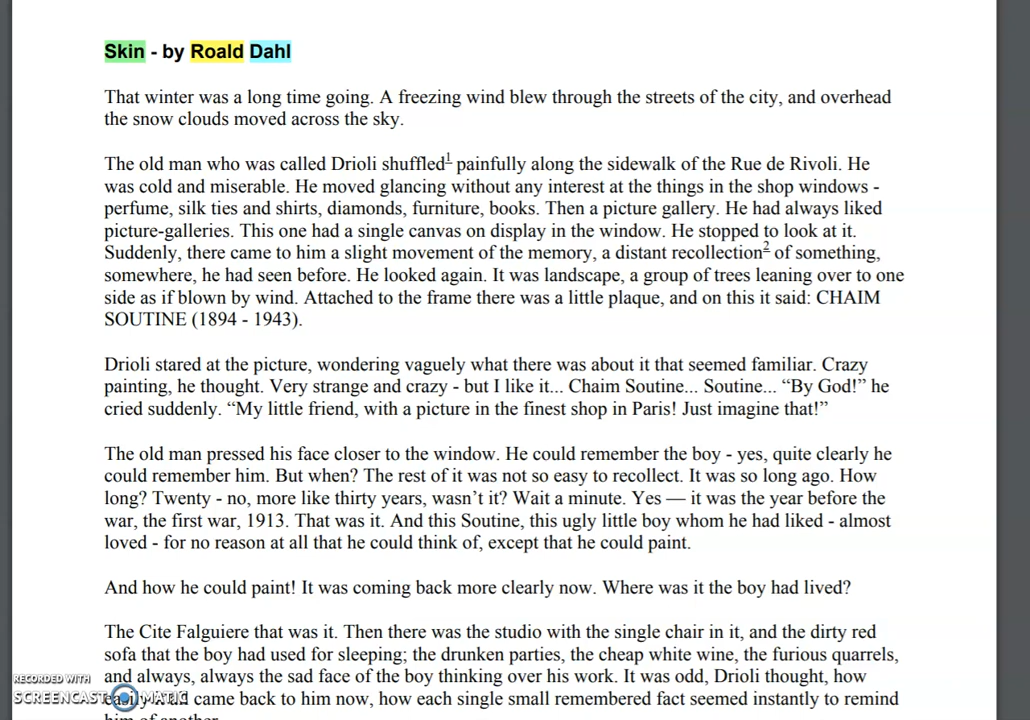 Skin - by Roald Dahl
That winter was a long time going. A freezing wind blew through the streets of the city, and overhead
the snow clouds moved across the sky.
The old man who was called Drioli shuffled1 painfully along the sidewalk of the Rue de Rivoli. He
was cold and miserable. He moved glancing without any interest at the things in the shop windows -
perfume, silk ties and shirts, diamonds, furniture, books. Then a picture gallery. He had always liked
picture-galleries. This one had a single canvas on display in the window. He stopped to look at it.
Suddenly, there came to him a slight movement of the memory, a distant recollection2 of something,
somewhere, he had seen before. He looked again. It was landscape, a group of trees leaning over to one
side as if blown by wind. Attached to the frame there was a little plaque, and on this it said: CHAIM
SOUTINE (1894 - 1943).
Drioli stared at the picture, wondering vaguely what there was about it that seemed familiar. Crazy
painting, he thought. Very strange and crazy - but I like it... Chaim Soutine... Soutine... “By God!” he
cried suddenly. “My little friend, with a picture in the finest shop in Paris! Just imagine that!”
The old man pressed his face closer to the window. He could remember the boy - yes, quite clearly he
could remember him. But when? The rest of it was not so easy to recollect. It was so long ago. How
long? Twenty - no, more like thirty years, wasn’t it? Wait a minute. Yes — it was the year before the
war, the first war, 1913. That was it. And this Soutine, this ugly little boy whom he had liked - almost
loved - for no reason at all that he could think of, except that he could paint.
And how he could paint! It was coming back more clearly now. Where was it the boy had lived?
The Cite Falguiere that was it. Then there was the studio with the single chair in it, and the dirty red
sofa that the boy had used for sleeping; the drunken parties, the cheap white wine, the furious quarrels,
and always, always the sad face of the boy thinking over his work. It was odd, Drioli thought, how
came back to him now, how each single small remembered fact seemed instantly to remind
him of another
RECORDED WITH
SCREENCAST MATIC